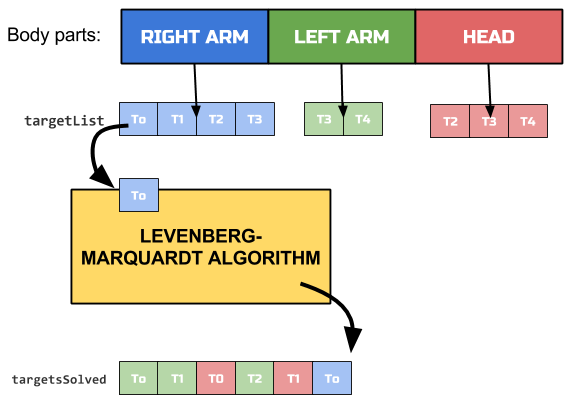 Body parts: RIGHT ARM LEFT ARM HEAD
targetList To T1 T2 T3 T3 T4 T2 T3 T4
To
LEVENBERG-
MARQUARDT ALGORITHM
targetsSolved To T1 T0 T2 T1 To